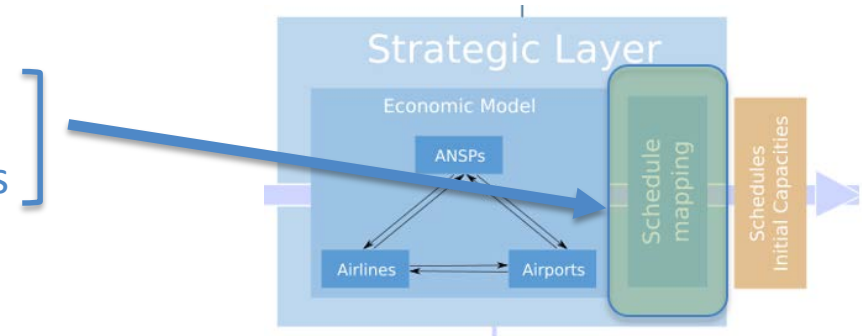 Strategic Layer
Economic Model
ANSPs
Airlines
Airports
Schedule
mapping
Schedules
Initial Capacities
s